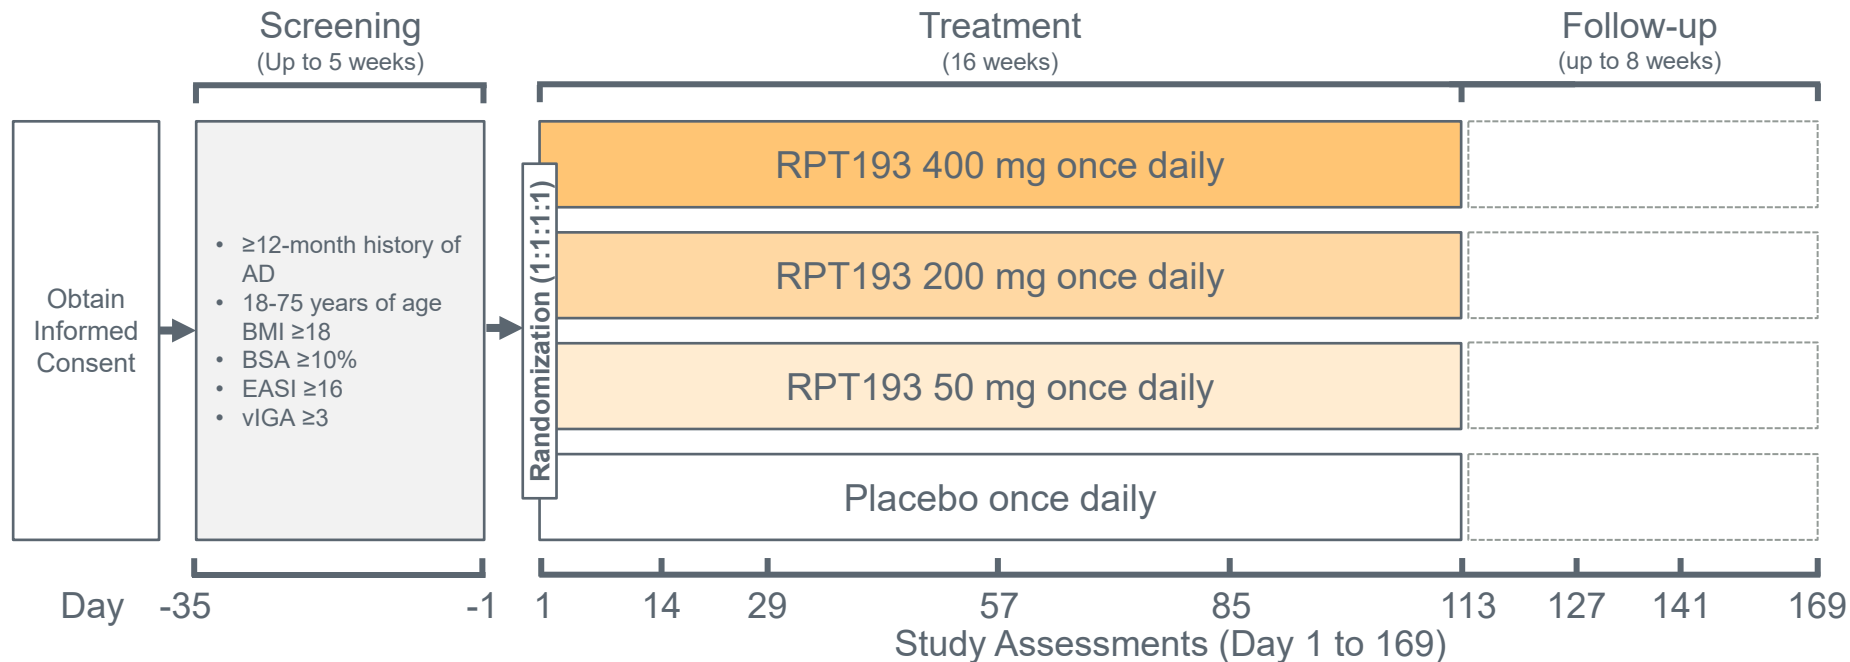 Screening
(Up to 5 weeks)
Treatment
(16 weeks)
Follow-up
(up to 8 weeks)
Obtain
Informed
Consent
• ≥12-month history of
AD
• 18-75 years of age
BMI ≥18
• BSA ≥10%
• EASI ≥16
• vIGA ≥3
Randomization (1:1:1:1)
RPT193 400 mg once daily
RPT193 200 mg once daily
RPT193 50 mg once daily
Placebo once daily
Day -35 -1 1 14 29 57 85 113 127 141 169
Study Assessments (Day 1 to 169)